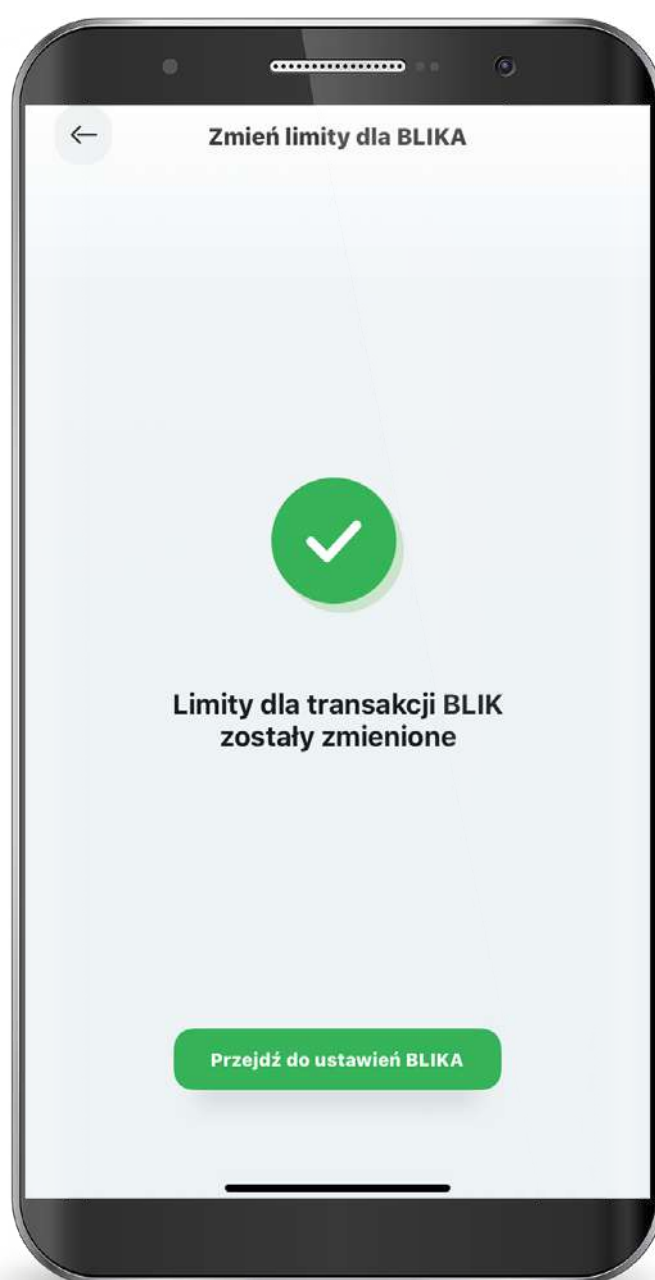 Zmień limity dla BLIKA
Limity dla transakcji BLIK
zostały zmienione
Przejdź do ustawień BLIKA